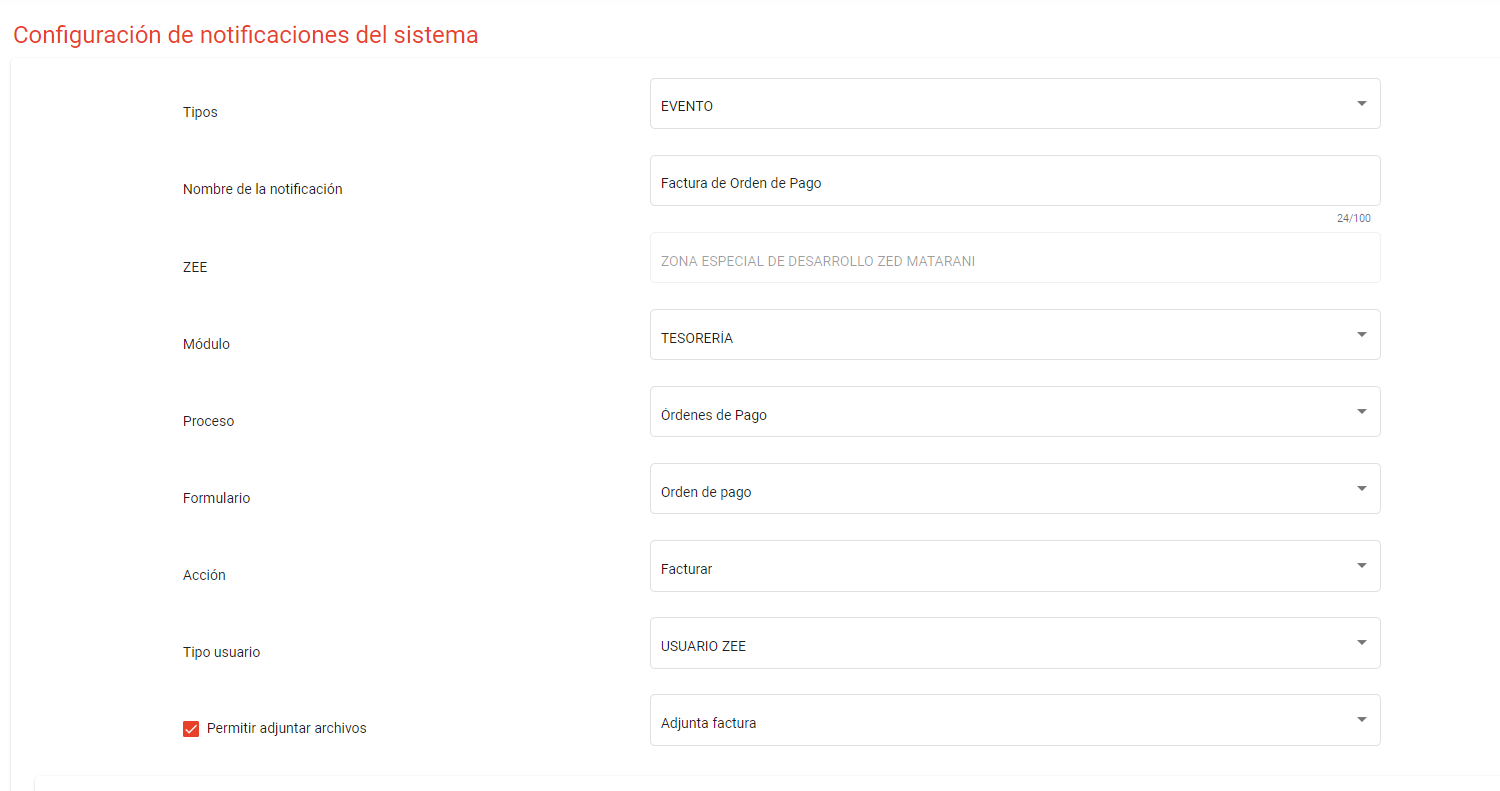 Configuración de notificaciones del sistema
Tipos
EVENTO
Nombre de la notificación
Factura de Orden de Pago
24/100
ZEE
ZONA ESPECIAL DE DESARROLLO ZED MATARANI
Módulo
TESORERÍA
Proceso
Órdenes de Pago
Formulario
Orden de pago
Acción
Facturar
Tipo usuario
USUARIO ZEE
Permitir adjuntar archivos
Adjunta factura